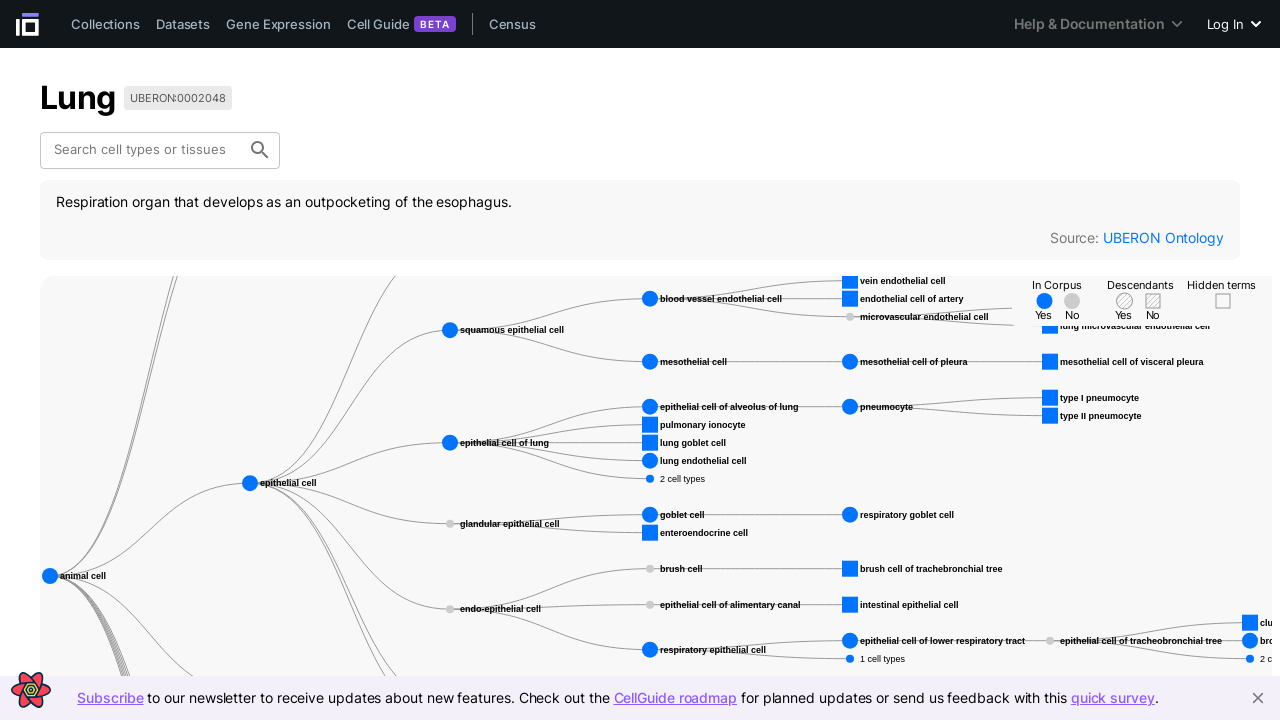 Collections Datasets Gene Expression Cell Guide BETA Census Help & Documentation Log In
Lung UBERON:0002048
Search cell types or tissues
Respiration organ that develops as an outpocketing of the esophagus.
Source: UBERON Ontology
In Corpus Descendants Hidden terms
Yes No Yes No
vein endothelial cell
blood vessel endothelial cell endothelial cell of artery
microvascular endothelial cell
lung microvascular endothelial cell
squamous epithelial cell
mesothelial cell mesothelial cell of pleura mesothelial cell of visceral pleura
type I pneumocyte
epithelial cell of alveolus of lung pneumocyte
type II pneumocyte
pulmonary ionocyte
epithelial cell of lung lung goblet cell
lung endothelial cell
2 cell types
epithelial cell
goblet cell respiratory goblet cell
glandular epithelial cell
enteroendocrine cell
brush cell brush cell of trachebronchial tree
animal cell
epithelial cell of alimentary canal intestinal epithelial cell
endo-epithelial cell
clu
epithelial cell of lower respiratory tract epithelial cell of tracheobronchial tree bro
respiratory epithelial cell
1 cell types 2 c
Subscribe to our newsletter to receive updates about new features. Check out the CellGuide roadmap for planned updates or send us feedback with this quick survey.